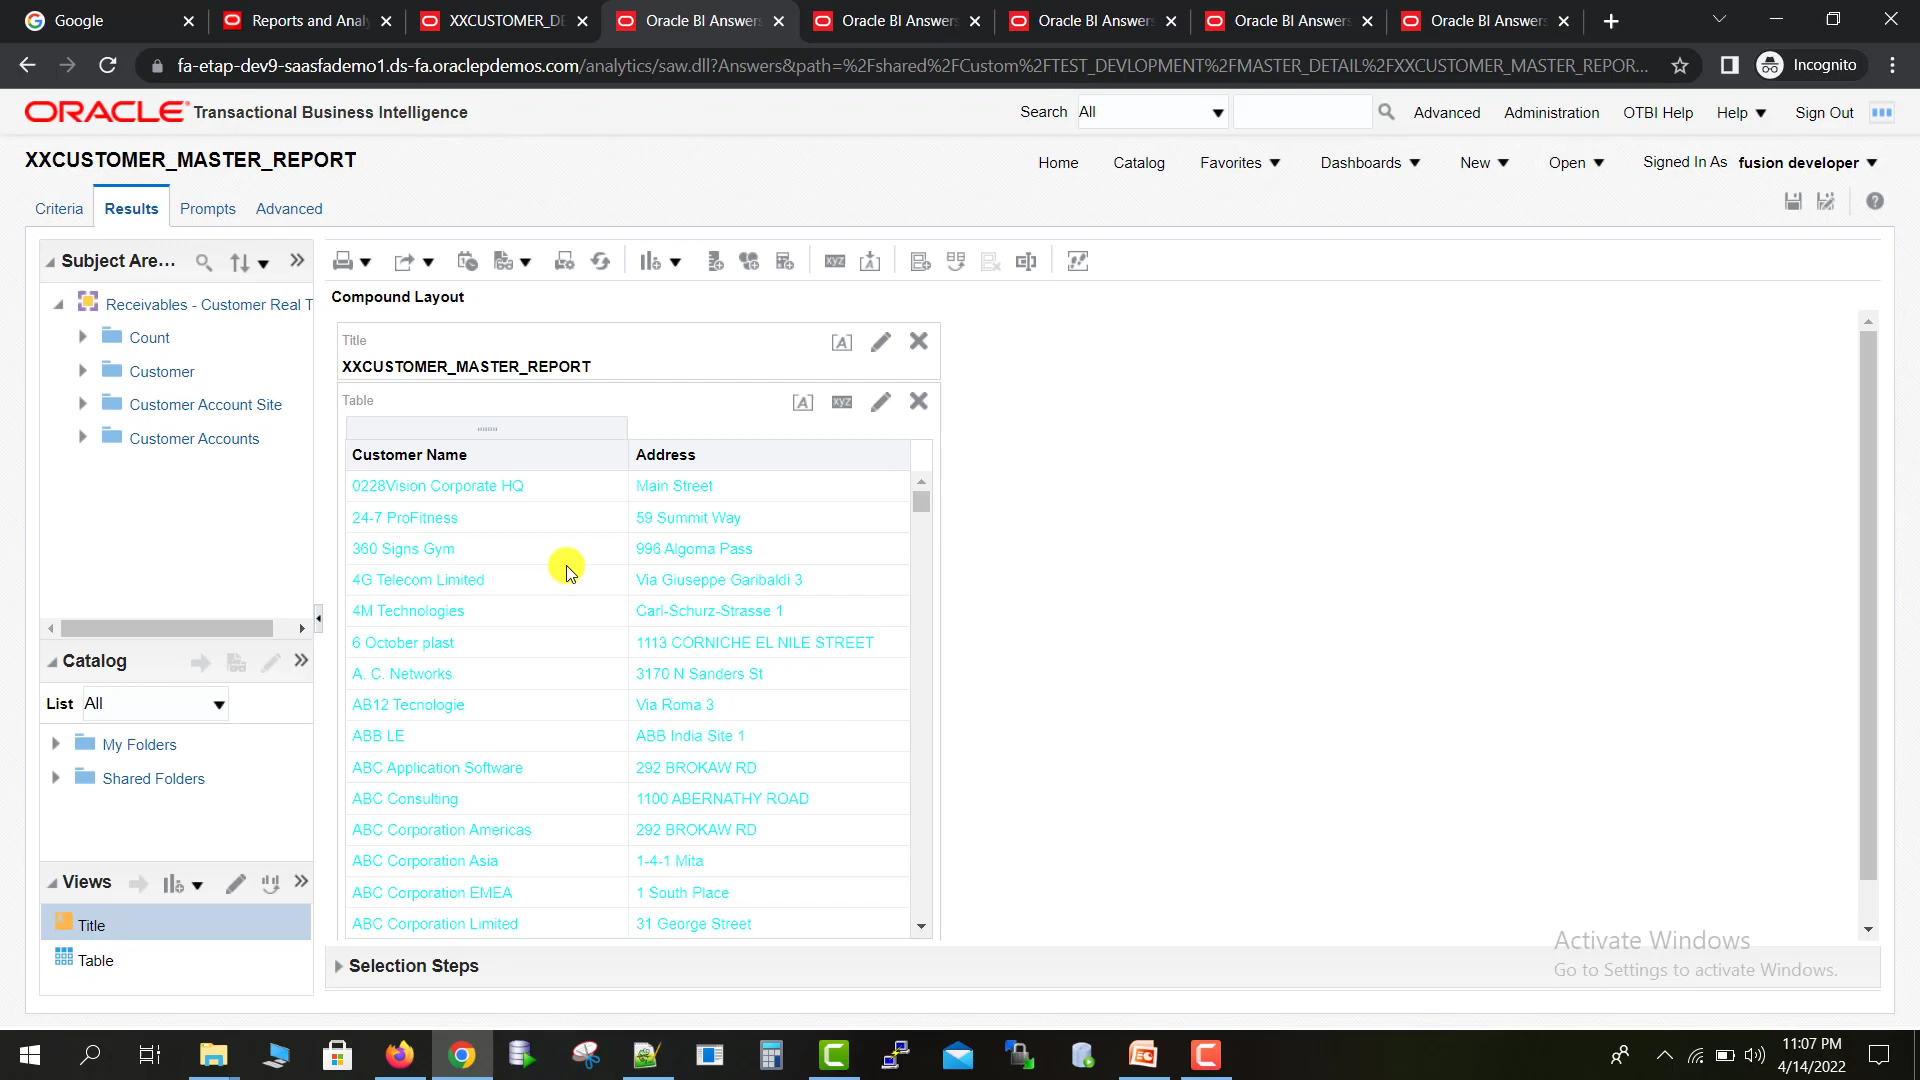 Google
Reports and Analy
XXCUSTOMER_DE
Oracle BI Answers
Oracle BI Answers
Oracle BI Answers
Oracle BI Answers
Oracle BI Answers
fa-etap-dev9-saasfademo1.ds-fa.oraclepdemos.com/analytics/saw.dll?Answers&path=%2Fshared%2FCustom%2FTEST_DEVLOPMENT%2FMASTER_DETAIL%2FXXCUSTOMER_MASTER_REPOR...
Incognito
ORACLE Transactional Business Intelligence
Search All
Advanced Administration OTBI Help Help Sign Out
XXCUSTOMER_MASTER_REPORT
Home Catalog Favorites Dashboards New Open Signed In As fusion developer
Criteria Results Prompts Advanced
Subject Are...
Receivables - Customer Real T
Count
Customer
Customer Account Site
Customer Accounts
Catalog
List All
My Folders
Shared Folders
Views
Title
Table
Compound Layout
Title
XXCUSTOMER_MASTER_REPORT
Table
Customer Name Address
0228Vision Corporate HQ Main Street
24-7 ProFitness 59 Summit Way
360 Signs Gym 996 Algoma Pass
4G Telecom Limited Via Giuseppe Garibaldi 3
4M Technologies Carl-Schurz-Strasse 1
6 October plast 1113 CORNICHE EL NILE STREET
A. C. Networks 3170 N Sanders St
AB12 Tecnologie Via Roma 3
ABB LE ABB India Site 1
ABC Application Software 292 BROKAW RD
ABC Consulting 1100 ABERNATHY ROAD
ABC Corporation Americas 292 BROKAW RD
ABC Corporation Asia 1-4-1 Mita
ABC Corporation EMEA 1 South Place
ABC Corporation Limited 31 George Street
Selection Steps
Activate Windows
Go to Settings to activate Windows.
11:07 PM
4/14/2022